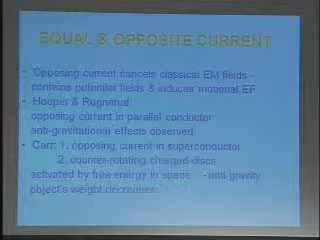 EQUAL & OPPOSITE CURRENT
• Opposing current cancels classical EM fields -
contains potential fields & induces motional EF
• Hooper & Rognerud
opposing current in parallel conductor
anti-gravitational effects observed
• Carr: 1. opposing current in superconductor
2. counter-rotating charged discs
activated by free energy in space - anti gravity
object's weight decreases